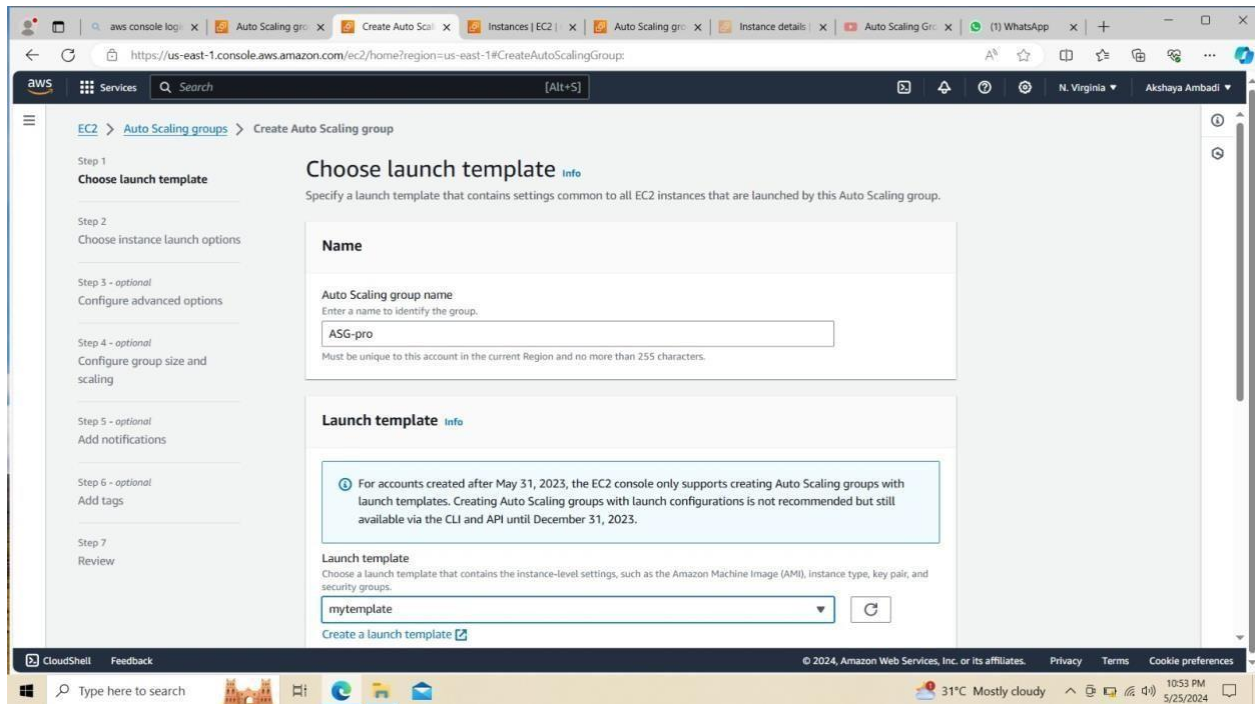 aws console logi
Auto Scaling gro
Create Auto Scal
Instances | EC2 |
Auto Scaling gro
Instance details |
Auto Scaling Gro
(1) WhatsApp
https://us-east-1.console.aws.amazon.com/ec2/home?region=us-east-1#CreateAutoScalingGroup:
aws
Services
Search
[Alt+S]
N. Virginia
Akshaya Ambadi
EC2 > Auto Scaling groups > Create Auto Scaling group
Step 1
Choose launch template
Step 2
Choose instance launch options
Step 3 - optional
Configure advanced options
Step 4 - optional
Configure group size and
scaling
Step 5 - optional
Add notifications
Step 6 - optional
Add tags
Step 7
Review
Choose launch template Info
Specify a launch template that contains settings common to all EC2 instances that are launched by this Auto Scaling group.
Name
Auto Scaling group name
Enter a name to identify the group.
ASG-pro
Must be unique to this account in the current Region and no more than 255 characters.
Launch template Info
For accounts created after May 31, 2023, the EC2 console only supports creating Auto Scaling groups with
launch templates. Creating Auto Scaling groups with launch configurations is not recommended but still
available via the CLI and API until December 31, 2023.
Launch template
Choose a launch template that contains the instance-level settings, such as the Amazon Machine Image (AMI), instance type, key pair, and
security groups.
mytemplate
Create a launch template
CloudShell
Feedback
© 2024, Amazon Web Services, Inc. or its affiliates.
Privacy
Terms
Cookie preferences
Type here to search
31°C Mostly cloudy
10:53 PM
5/25/2024